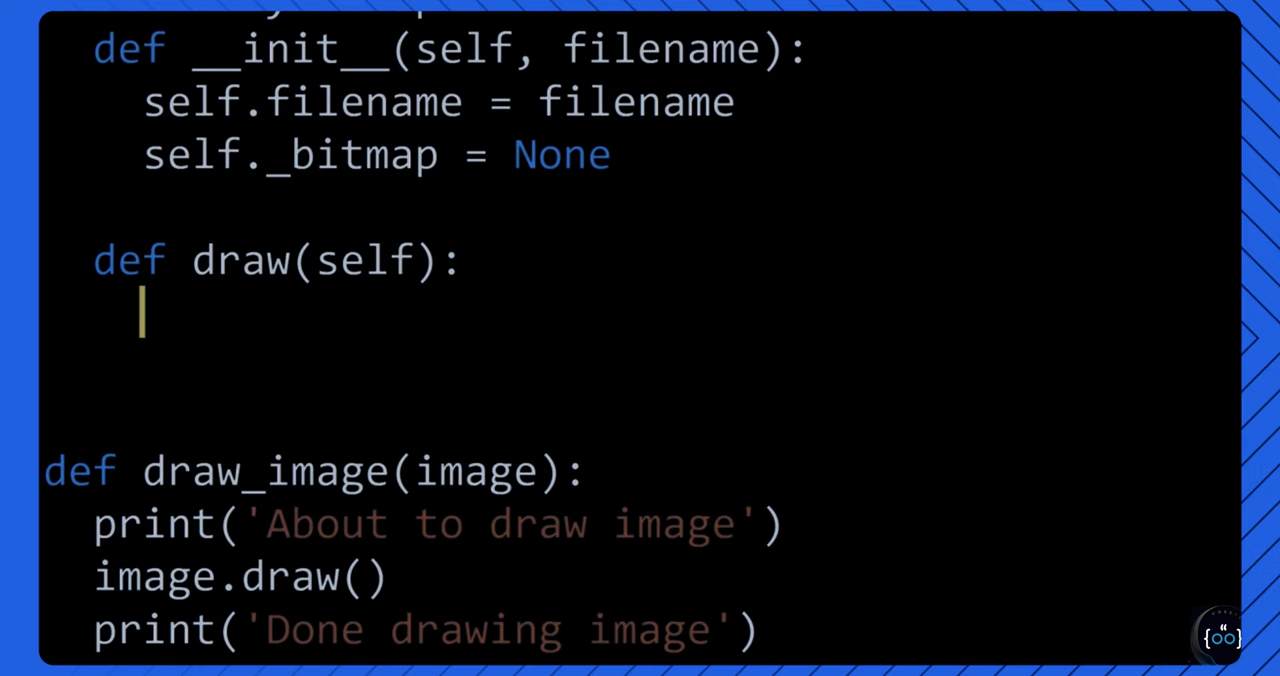 def __init__(self, filename):
self.filename = filename
self._bitmap = None
def draw(self):
def draw_image(image):
print('About to draw image')
image.draw()
print('Done drawing image')